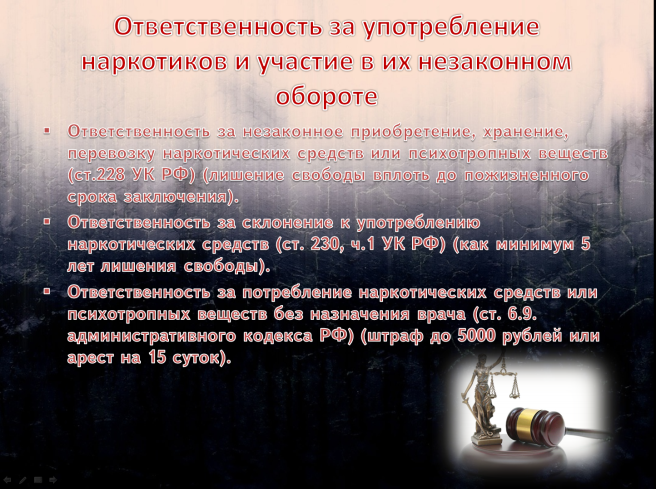 Ответственность за употребление
наркотиков и участие в их незаконном
обороте
▪ Ответственность за незаконное приобретение, хранение,
перевозку наркотических средств или психотропных веществ
(ст.228 УК РФ) (лишение свободы вплоть до пожизненного
срока заключения).
▪ Ответственность за склонение к употреблению
наркотических средств (ст. 230, ч.1 УК РФ) (как минимум 5
лет лишения свободы).
▪ Ответственность за потребление наркотических средств или
психотропных веществ без назначения врача (ст. 6.9.
административного кодекса РФ) (штраф до 5000 рублей или
арест на 15 суток).